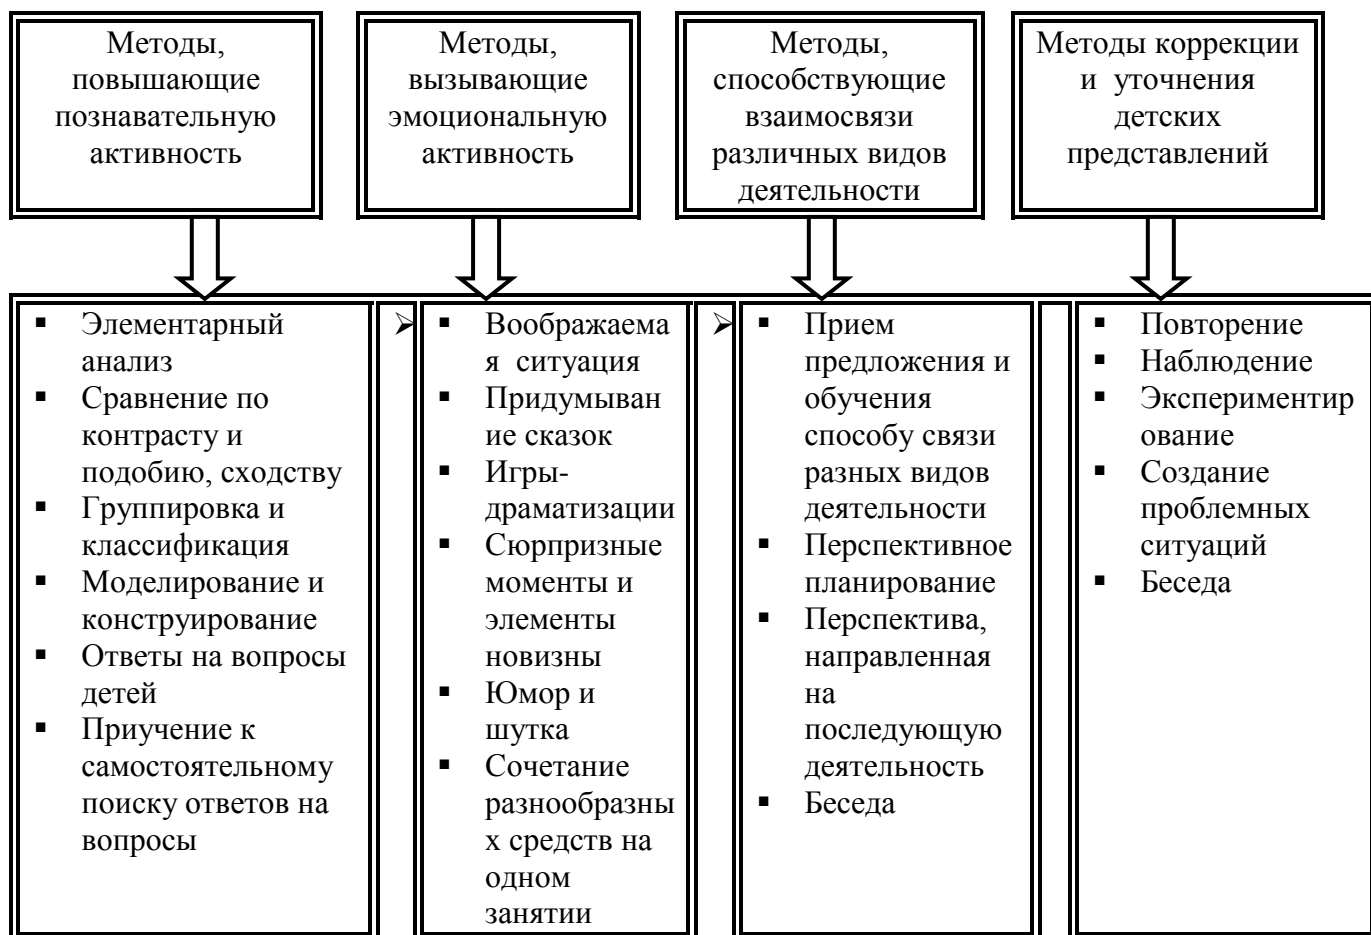 Методы,
повышающие
познавательную
активность
Методы,
вызывающие
эмоциональную
активность
Методы,
способствующие
взаимосвязи
различных видов
деятельности
Методы коррекции
и уточнения
детских
представлений
▪ Элементарный
анализ
▪ Сравнение по
контрасту и
подобию, сходству
▪ Группировка и
классификация
▪ Моделирование и
конструирование
▪ Ответы на вопросы
детей
▪ Приучение к
самостоятельному
поиску ответов на
вопросы
▪ Воображаема
я ситуация
▪ Придумыван
ие сказок
▪ Игры-
драматизации
▪ Сюрпризные
моменты и
элементы
новизны
▪ Юмор и
шутка
▪ Сочетание
разнообразны
х средств на
одном
занятии
▪ Прием
предложения и
обучения
способу связи
разных видов
деятельности
▪ Перспективное
планирование
▪ Перспектива,
направленная
на
последующую
деятельность
▪ Беседа
▪ Повторение
▪ Наблюдение
▪ Экспериментир
ование
▪ Создание
проблемных
ситуаций
▪ Беседа